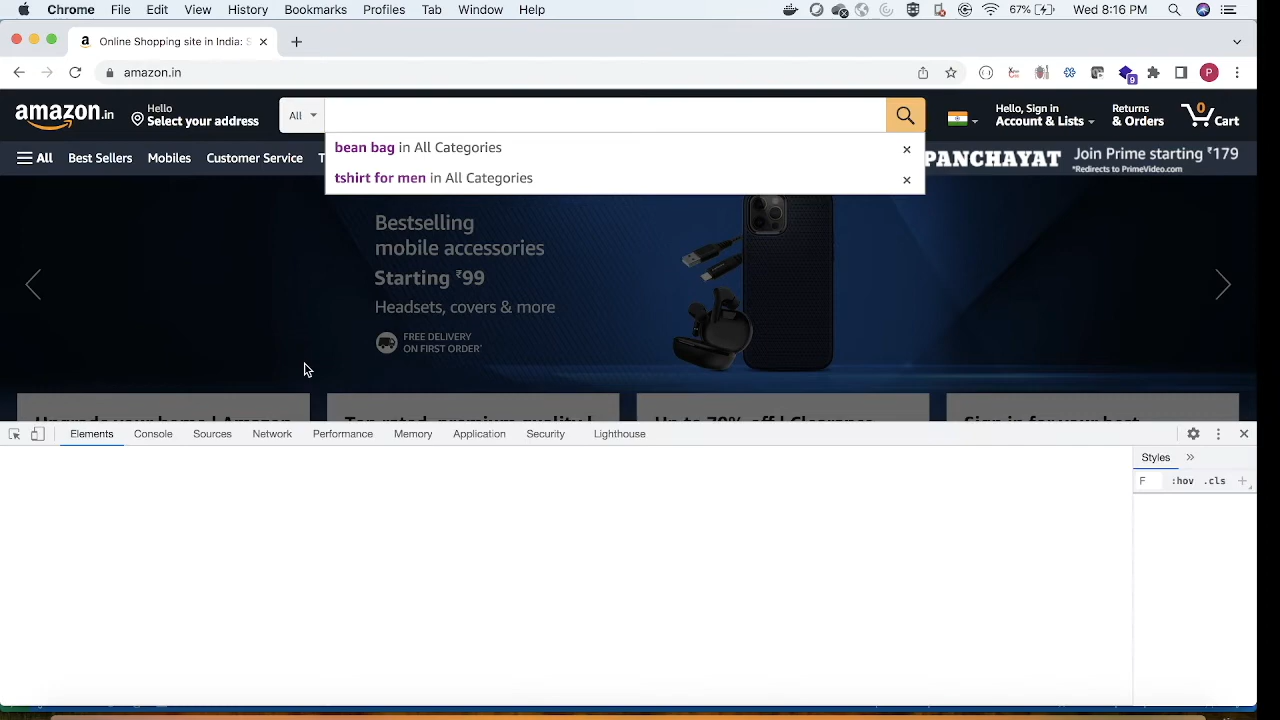 Chrome File Edit View History Bookmarks Profiles Tab Window Help 67% Wed 8:16 PM
Online Shopping site in India: S
amazon.in
9
P
amazon.in
Hello
Select your address
All
Hello, Sign in
Account & Lists
Returns
& Orders
0
Cart
bean bag in All Categories
tshirt for men in All Categories
All Best Sellers Mobiles Customer Service T
PANCHAYAT
Join Prime starting ₹179
*Redirects to PrimeVideo.com
Bestselling
mobile accessories
Starting ₹99
Headsets, covers & more
FREE DELIVERY
ON FIRST ORDER*
Elements Console Sources Network Performance Memory Application Security Lighthouse
Styles
F :hov .cls